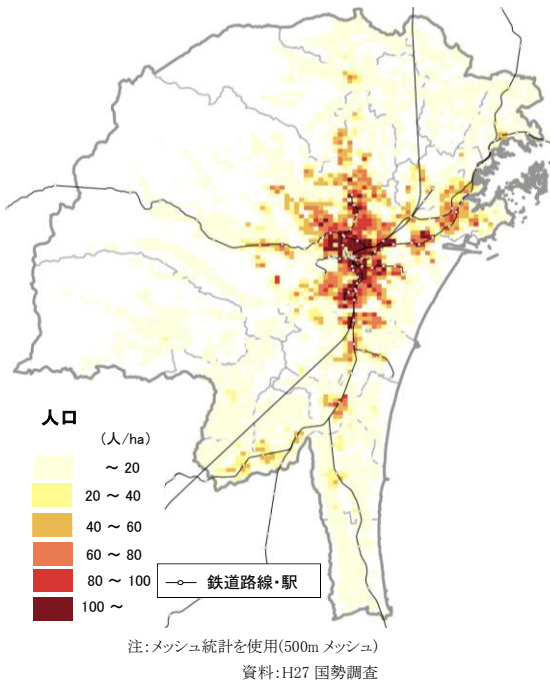 人口
(人/ha)
～ 20
20 ～ 40
40 ～ 60
60 ～ 80
80 ～ 100
100 ～
鉄道路線・駅
注:メッシュ統計を使用(500m メッシュ)
資料:H27 国勢調査